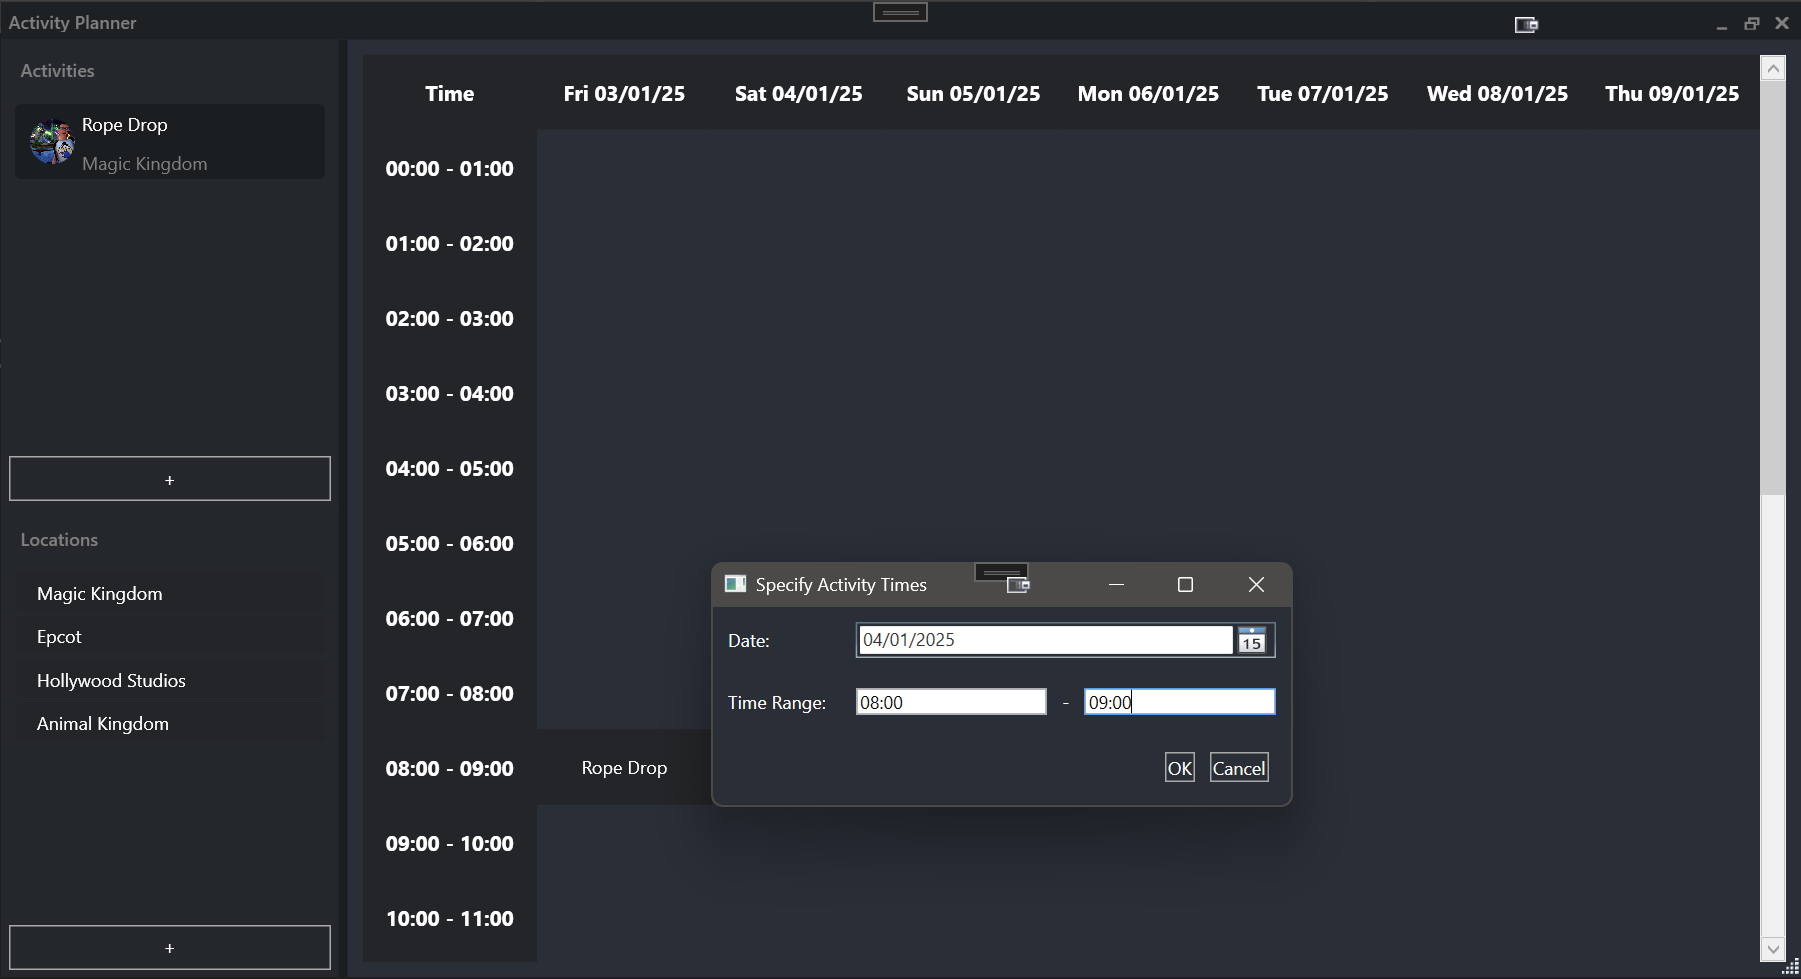 Activity Planner
Activities
Rope Drop
Magic Kingdom
+
Locations
Magic Kingdom
Epcot
Hollywood Studios
Animal Kingdom
+
Time Fri 03/01/25 Sat 04/01/25 Sun 05/01/25 Mon 06/01/25 Tue 07/01/25 Wed 08/01/25 Thu 09/01/25
00:00 - 01:00
01:00 - 02:00
02:00 - 03:00
03:00 - 04:00
04:00 - 05:00
05:00 - 06:00
06:00 - 07:00
07:00 - 08:00
08:00 - 09:00 Rope Drop
09:00 - 10:00
10:00 - 11:00
Specify Activity Times
Date: 04/01/2025 15
Time Range: 08:00 - 09:00
OK Cancel